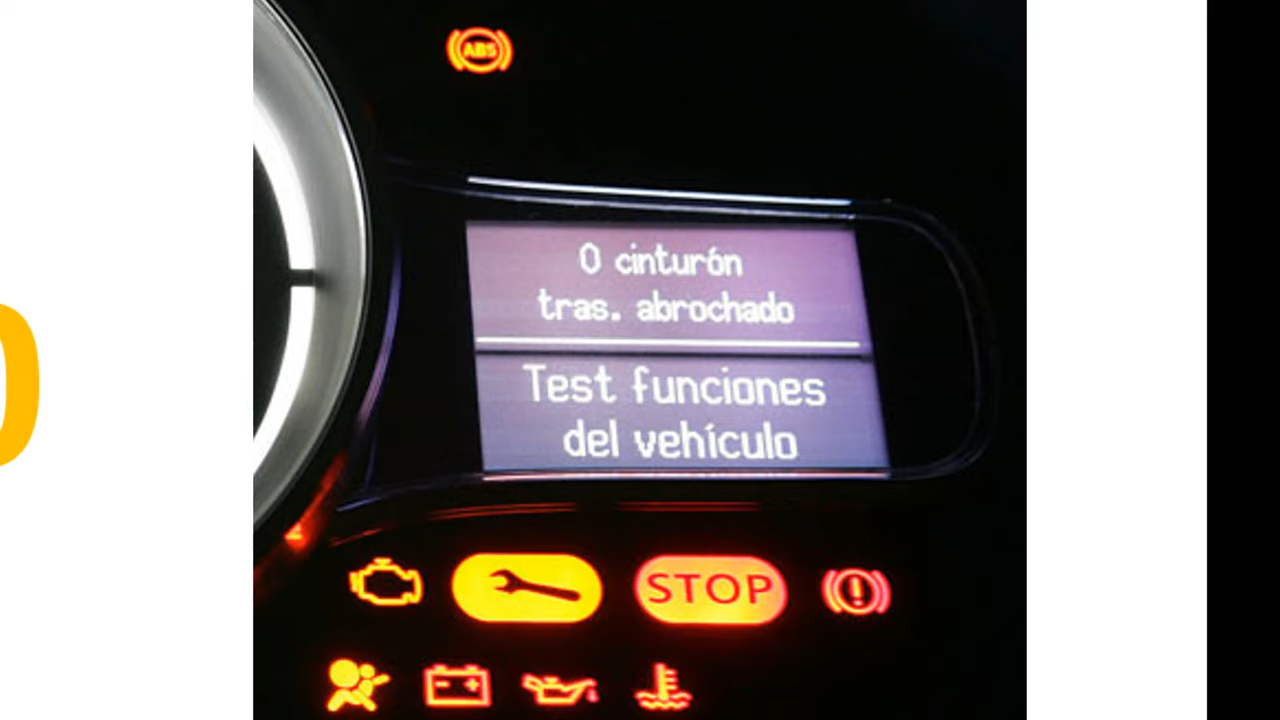 ABS
0 cinturón
tras. abrochado
Test funciones
del vehículo
STOP